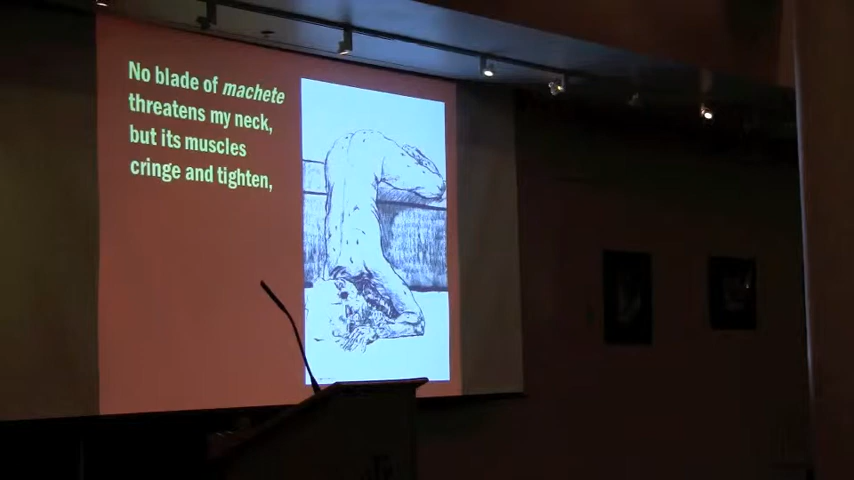 No blade of machete
threatens my neck,
but its muscles
cringe and tighten,